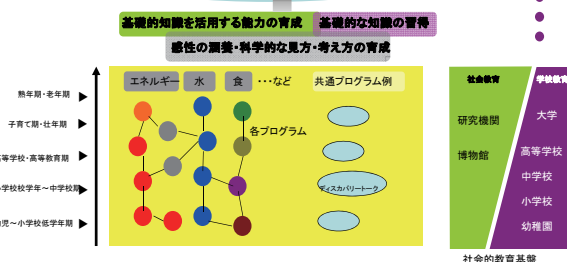 基礎的知識を活用する能力の育成 基礎的な知識の習得
感性の涵養・科学的な見方・考え方の育成
エネルギー 水 食 ・・・など 共通プログラム例
熟年期・老年期
子育て期・壮年期
高等学校・高等教育期
小学校校学年〜中学校期
幼児〜小学校低学年期
各プログラム
ディスカバリートーク
社会教育 学校教育
研究機関
博物館
大学
高等学校
中学校
小学校
幼稚園
社会的教育基盤